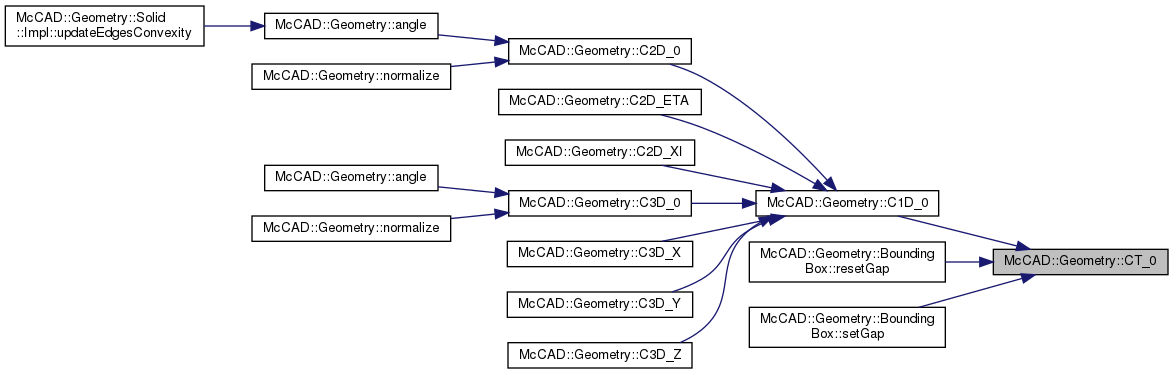 McCAD::Geometry::Solid
::Impl::updateEdgesConvexity
McCAD::Geometry::angle
McCAD::Geometry::normalize
McCAD::Geometry::C2D_0
McCAD::Geometry::C2D_ETA
McCAD::Geometry::C2D_XI
McCAD::Geometry::angle
McCAD::Geometry::normalize
McCAD::Geometry::C3D_0
McCAD::Geometry::C3D_X
McCAD::Geometry::C3D_Y
McCAD::Geometry::C3D_Z
McCAD::Geometry::C1D_0
McCAD::Geometry::Bounding
Box::resetGap
McCAD::Geometry::Bounding
Box::setGap
McCAD::Geometry::CT_0